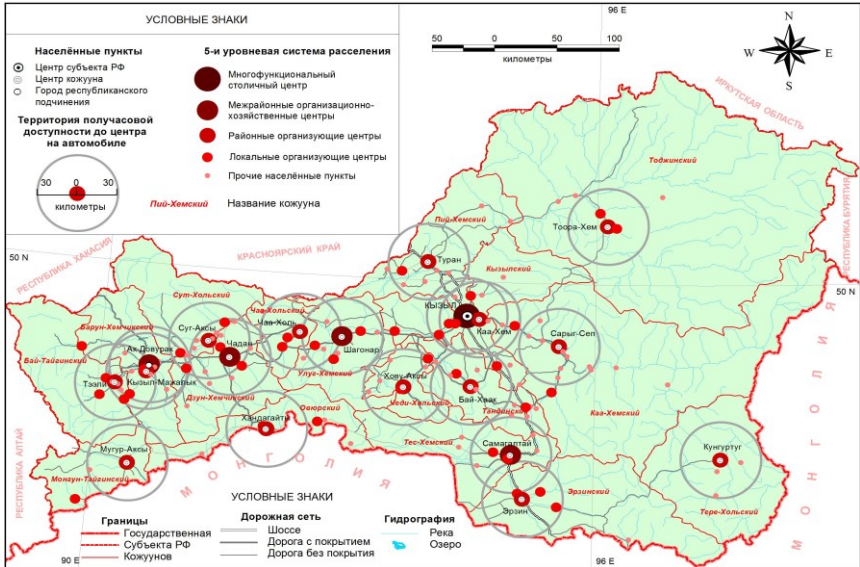 УСЛОВНЫЕ ЗНАКИ
Населённые пункты
Центр субъекта РФ
Центр кожууна
Город республиканского
подчинения
Территория получасовой
доступности до центра
на автомобиле
30 0 30
километры
5-и уровневая система расселения
Многофункциональный
столичный центр
Межрайонные организационно-
хозяйственные центры
Районные организующие центры
Локальные организующие центры
Прочие населённые пункты
Пий-Хемский Название кожууна
96 E
50 0 50 100
километры
N
W E
S
ИРКУТСКАЯ ОБЛАСТЬ
Тоджинский
РЕСПУБЛИКА БУРЯТИЯ
Пий-Хемский
Тоора-Хем
50 N
КРАСНОЯРСКИЙ КРАЙ
РЕСПУБЛИКА ХАКАСИЯ
Туран
Кызылский
50 N
Сут-Хольский
Чаа-Хольский
КЫЗЫЛ
Барун-Хемчикский
Суг-Аксы
Чаа-Холь
Каа-Хем
Сарыг-Сеп
Бай-Тайгинский
Ак-Довурак
Чадан
Шагонар
Тээли
Кызыл-Мажалык
Улуг-Хемский
Хову-Аксы
Бай-Хаак
Дзун-Хемчикский
Чеди-Хольский
Тандинский
Каа-Хемский
Хандагайты
Овюрский
Тес-Хемский
Самагалтай
Кунгуртуг
РЕСПУБЛИКА АЛТАЙ
Мугур-Аксы
Монгун-Тайгинский
МОНГОЛИЯ
МОНГОЛИЯ
Эрзин
Эрзинский
Тере-Хольский
УСЛОВНЫЕ ЗНАКИ
Границы
Государственная
Субъекта РФ
Кожуунов
Дорожная сеть
Шоссе
Дорога с покрытием
Дорога без покрытия
Гидрография
Река
Озеро
90 E
96 E